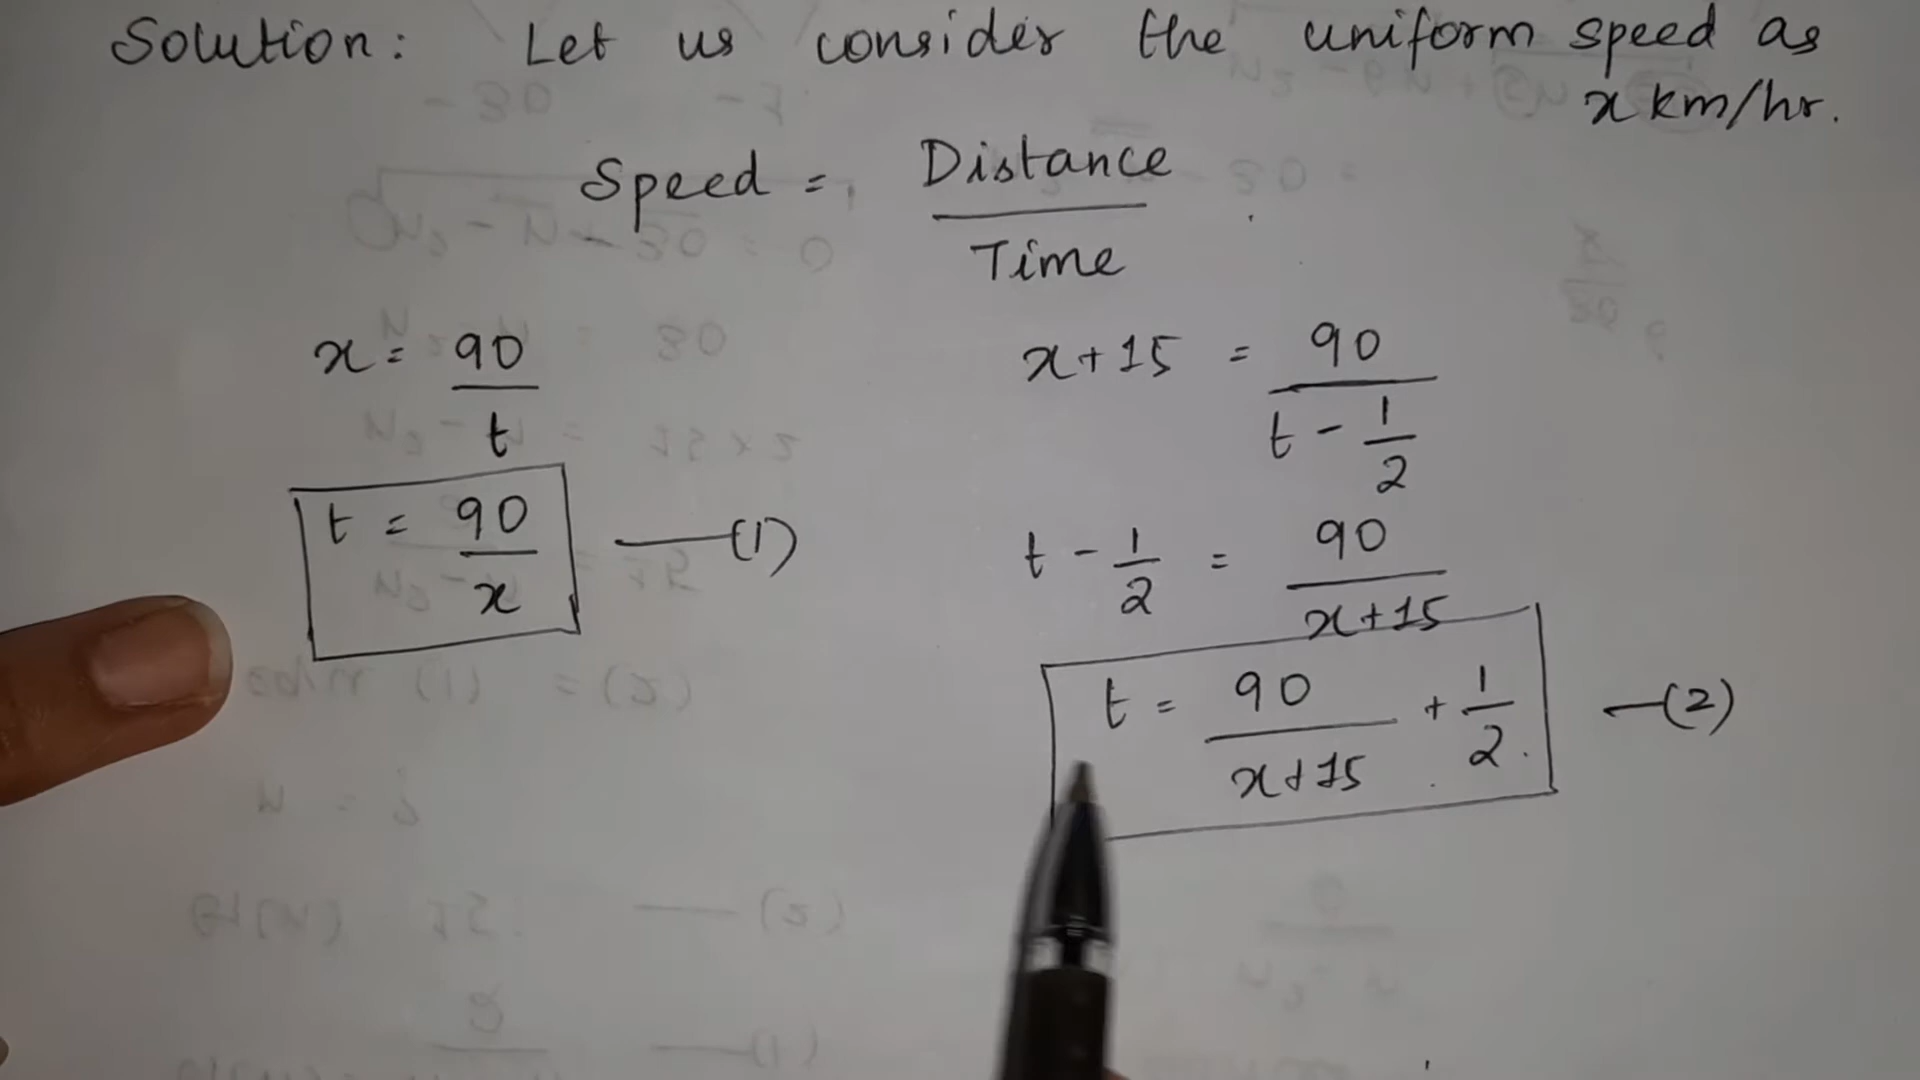 Solution: Let us consider the uniform speed as
x km/hr.
Speed = Distance / Time
x = 90/t
t = 90/x —(1)
x+15 = 90/(t - 1/2)
t - 1/2 = 90/(x+15)
t = 90/(x+15) + 1/2. —(2)